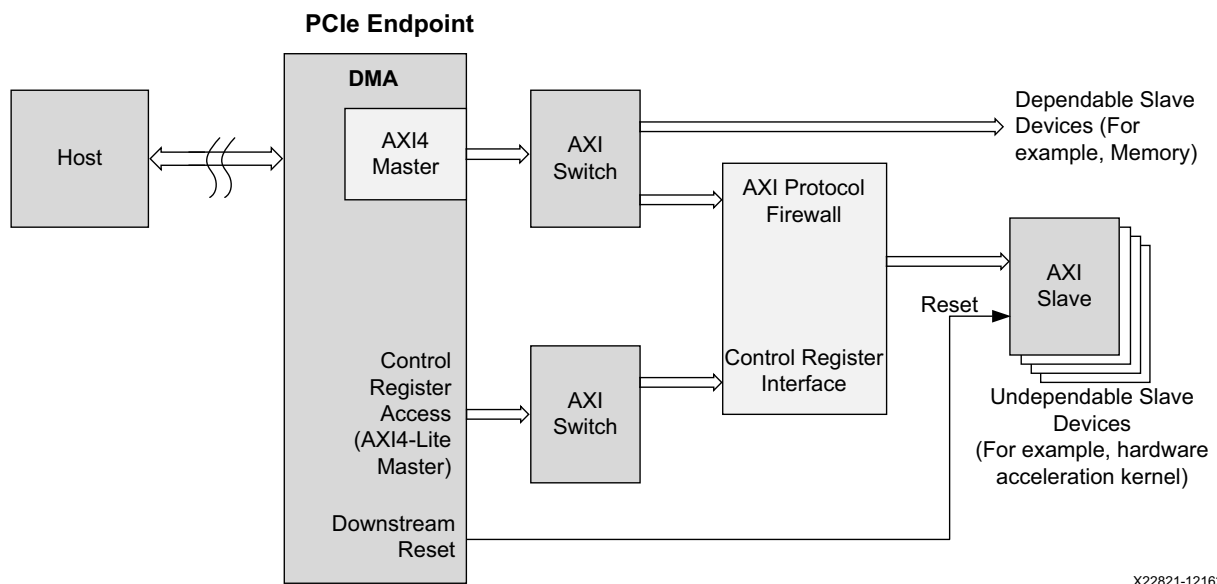 PCIe Endpoint
DMA
Host
AXI4
Master
AXI
Switch
Dependable Slave
Devices (For
example, Memory)
AXI Protocol
Firewall
AXI
Slave
Reset
Control
Register
Access
(AXI4-Lite
Master)
AXI
Switch
Control Register
Interface
Undependable Slave
Devices
(For example, hardware
acceleration kernel)
Downstream
Reset